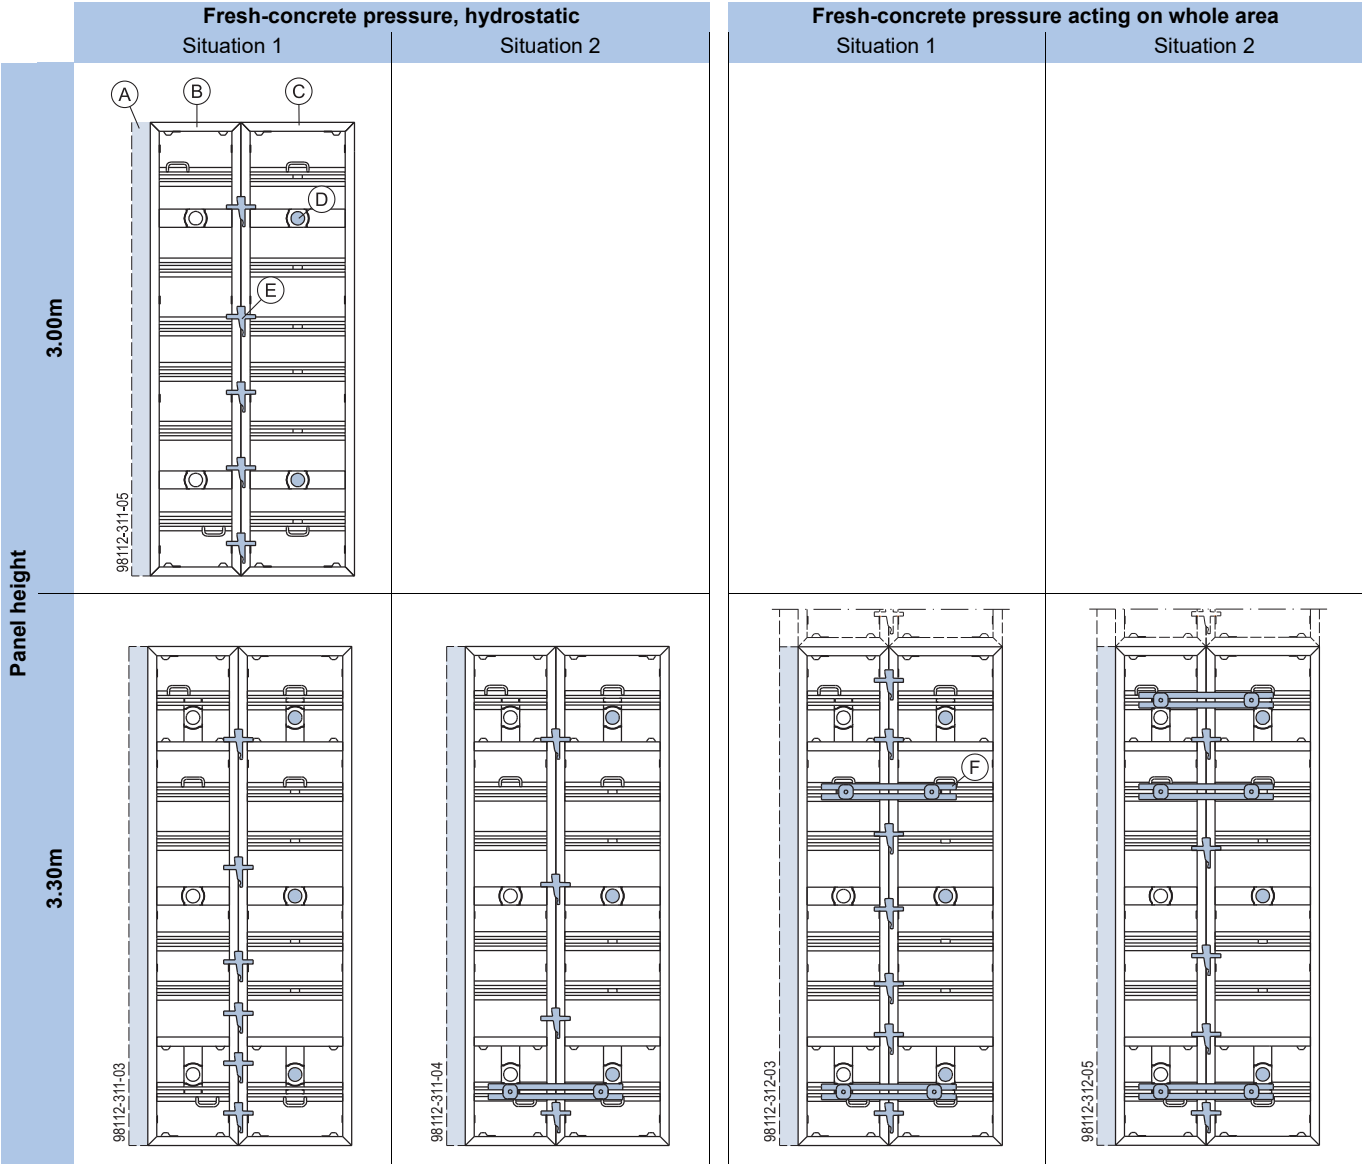 Fresh-concrete pressure, hydrostatic
Fresh-concrete pressure acting on whole area
Situation 1
Situation 2
Situation 1
Situation 2
Panel height
3.00m
A
B
C
D
E
98112-311-05
3.30m
98112-311-03
98112-311-04
F
98112-312-03
98112-312-05